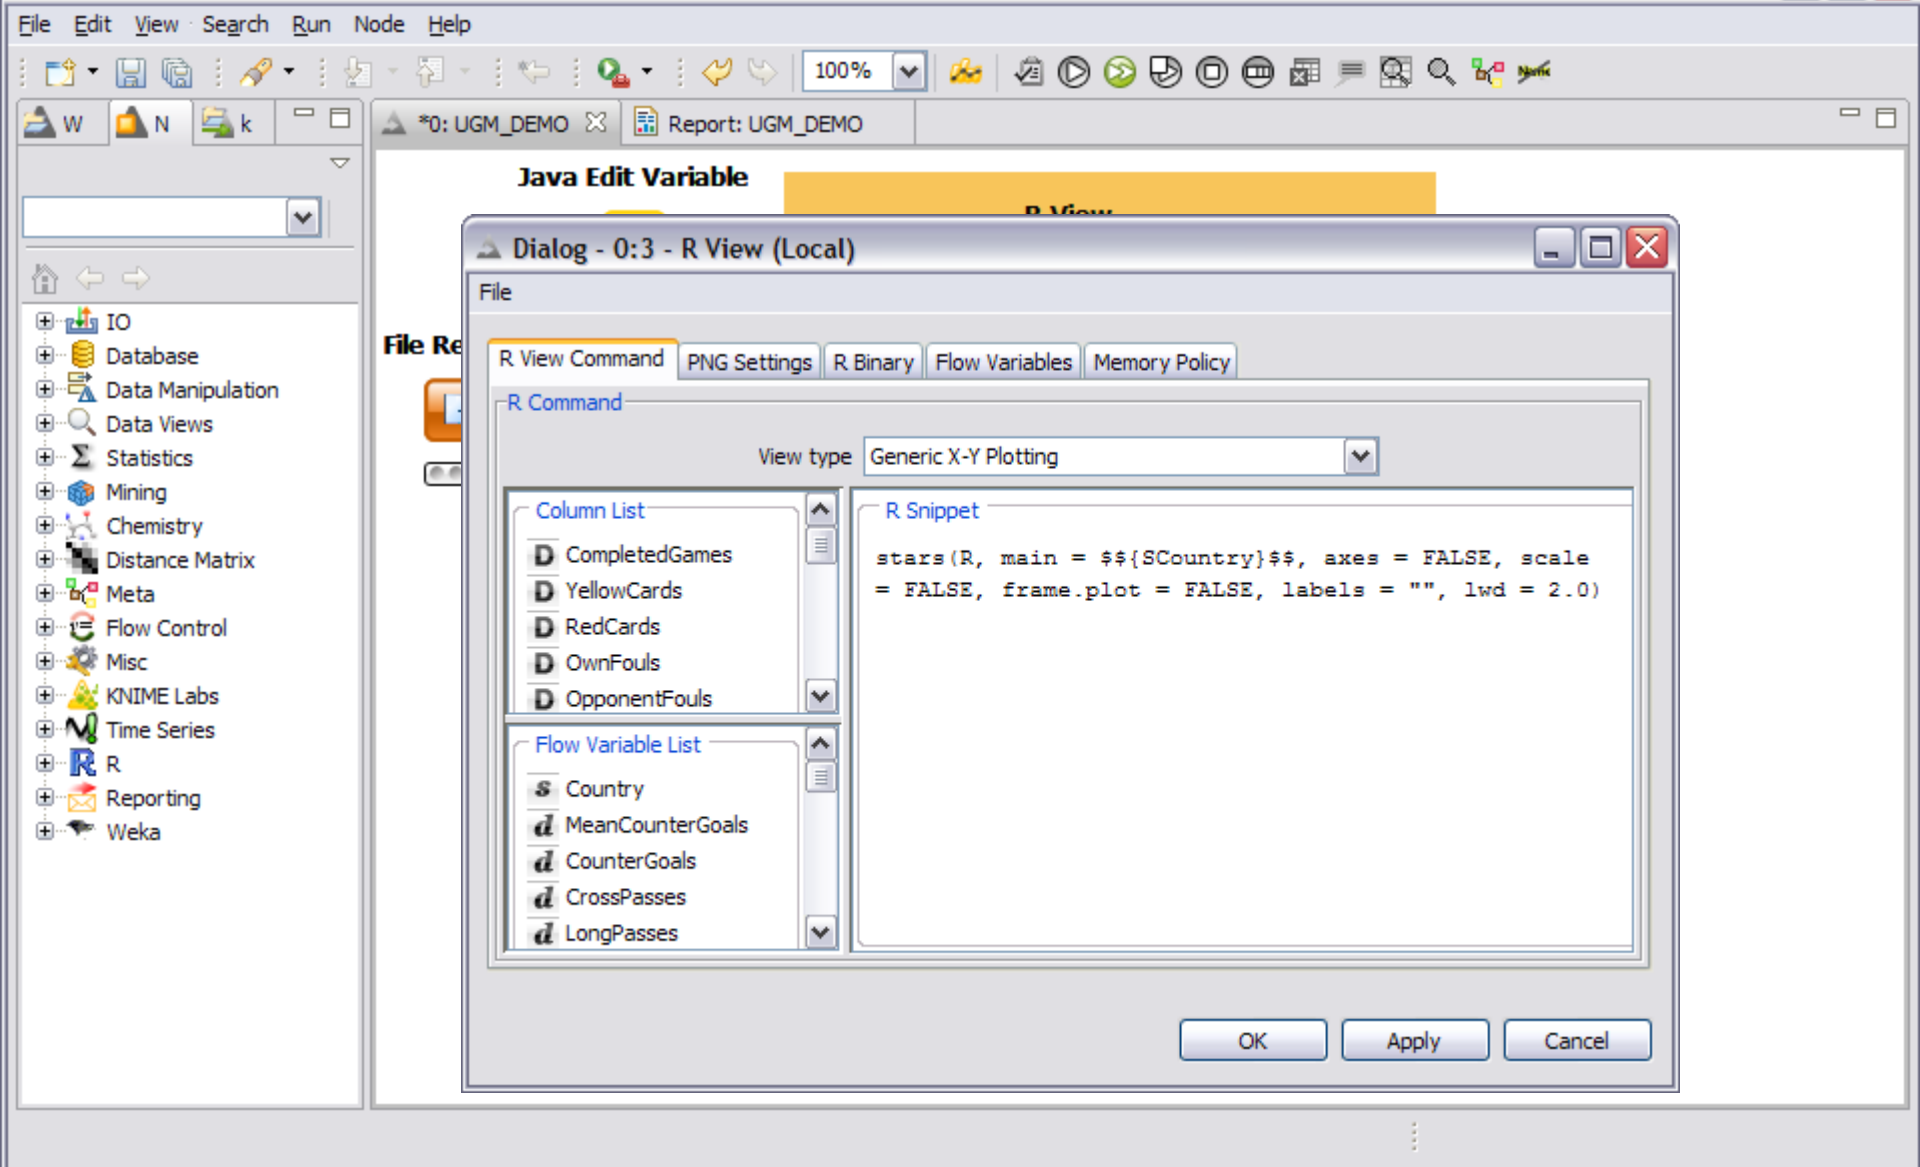 File Edit View Search Run Node Help
100%
W N k
*0: UGM_DEMO Report: UGM_DEMO
Java Edit Variable
R View
Dialog - 0:3 - R View (Local)
File
File Re
R View Command PNG Settings R Binary Flow Variables Memory Policy
R Command
View type Generic X-Y Plotting
Column List
CompletedGames
YellowCards
RedCards
OwnFouls
OpponentFouls
Flow Variable List
Country
MeanCounterGoals
CounterGoals
CrossPasses
LongPasses
R Snippet
stars(R, main = $${SCountry}$$, axes = FALSE, scale
= FALSE, frame.plot = FALSE, labels = "", lwd = 2.0)
OK Apply Cancel
IO
Database
Data Manipulation
Data Views
Statistics
Mining
Chemistry
Distance Matrix
Meta
Flow Control
Misc
KNIME Labs
Time Series
R
Reporting
Weka